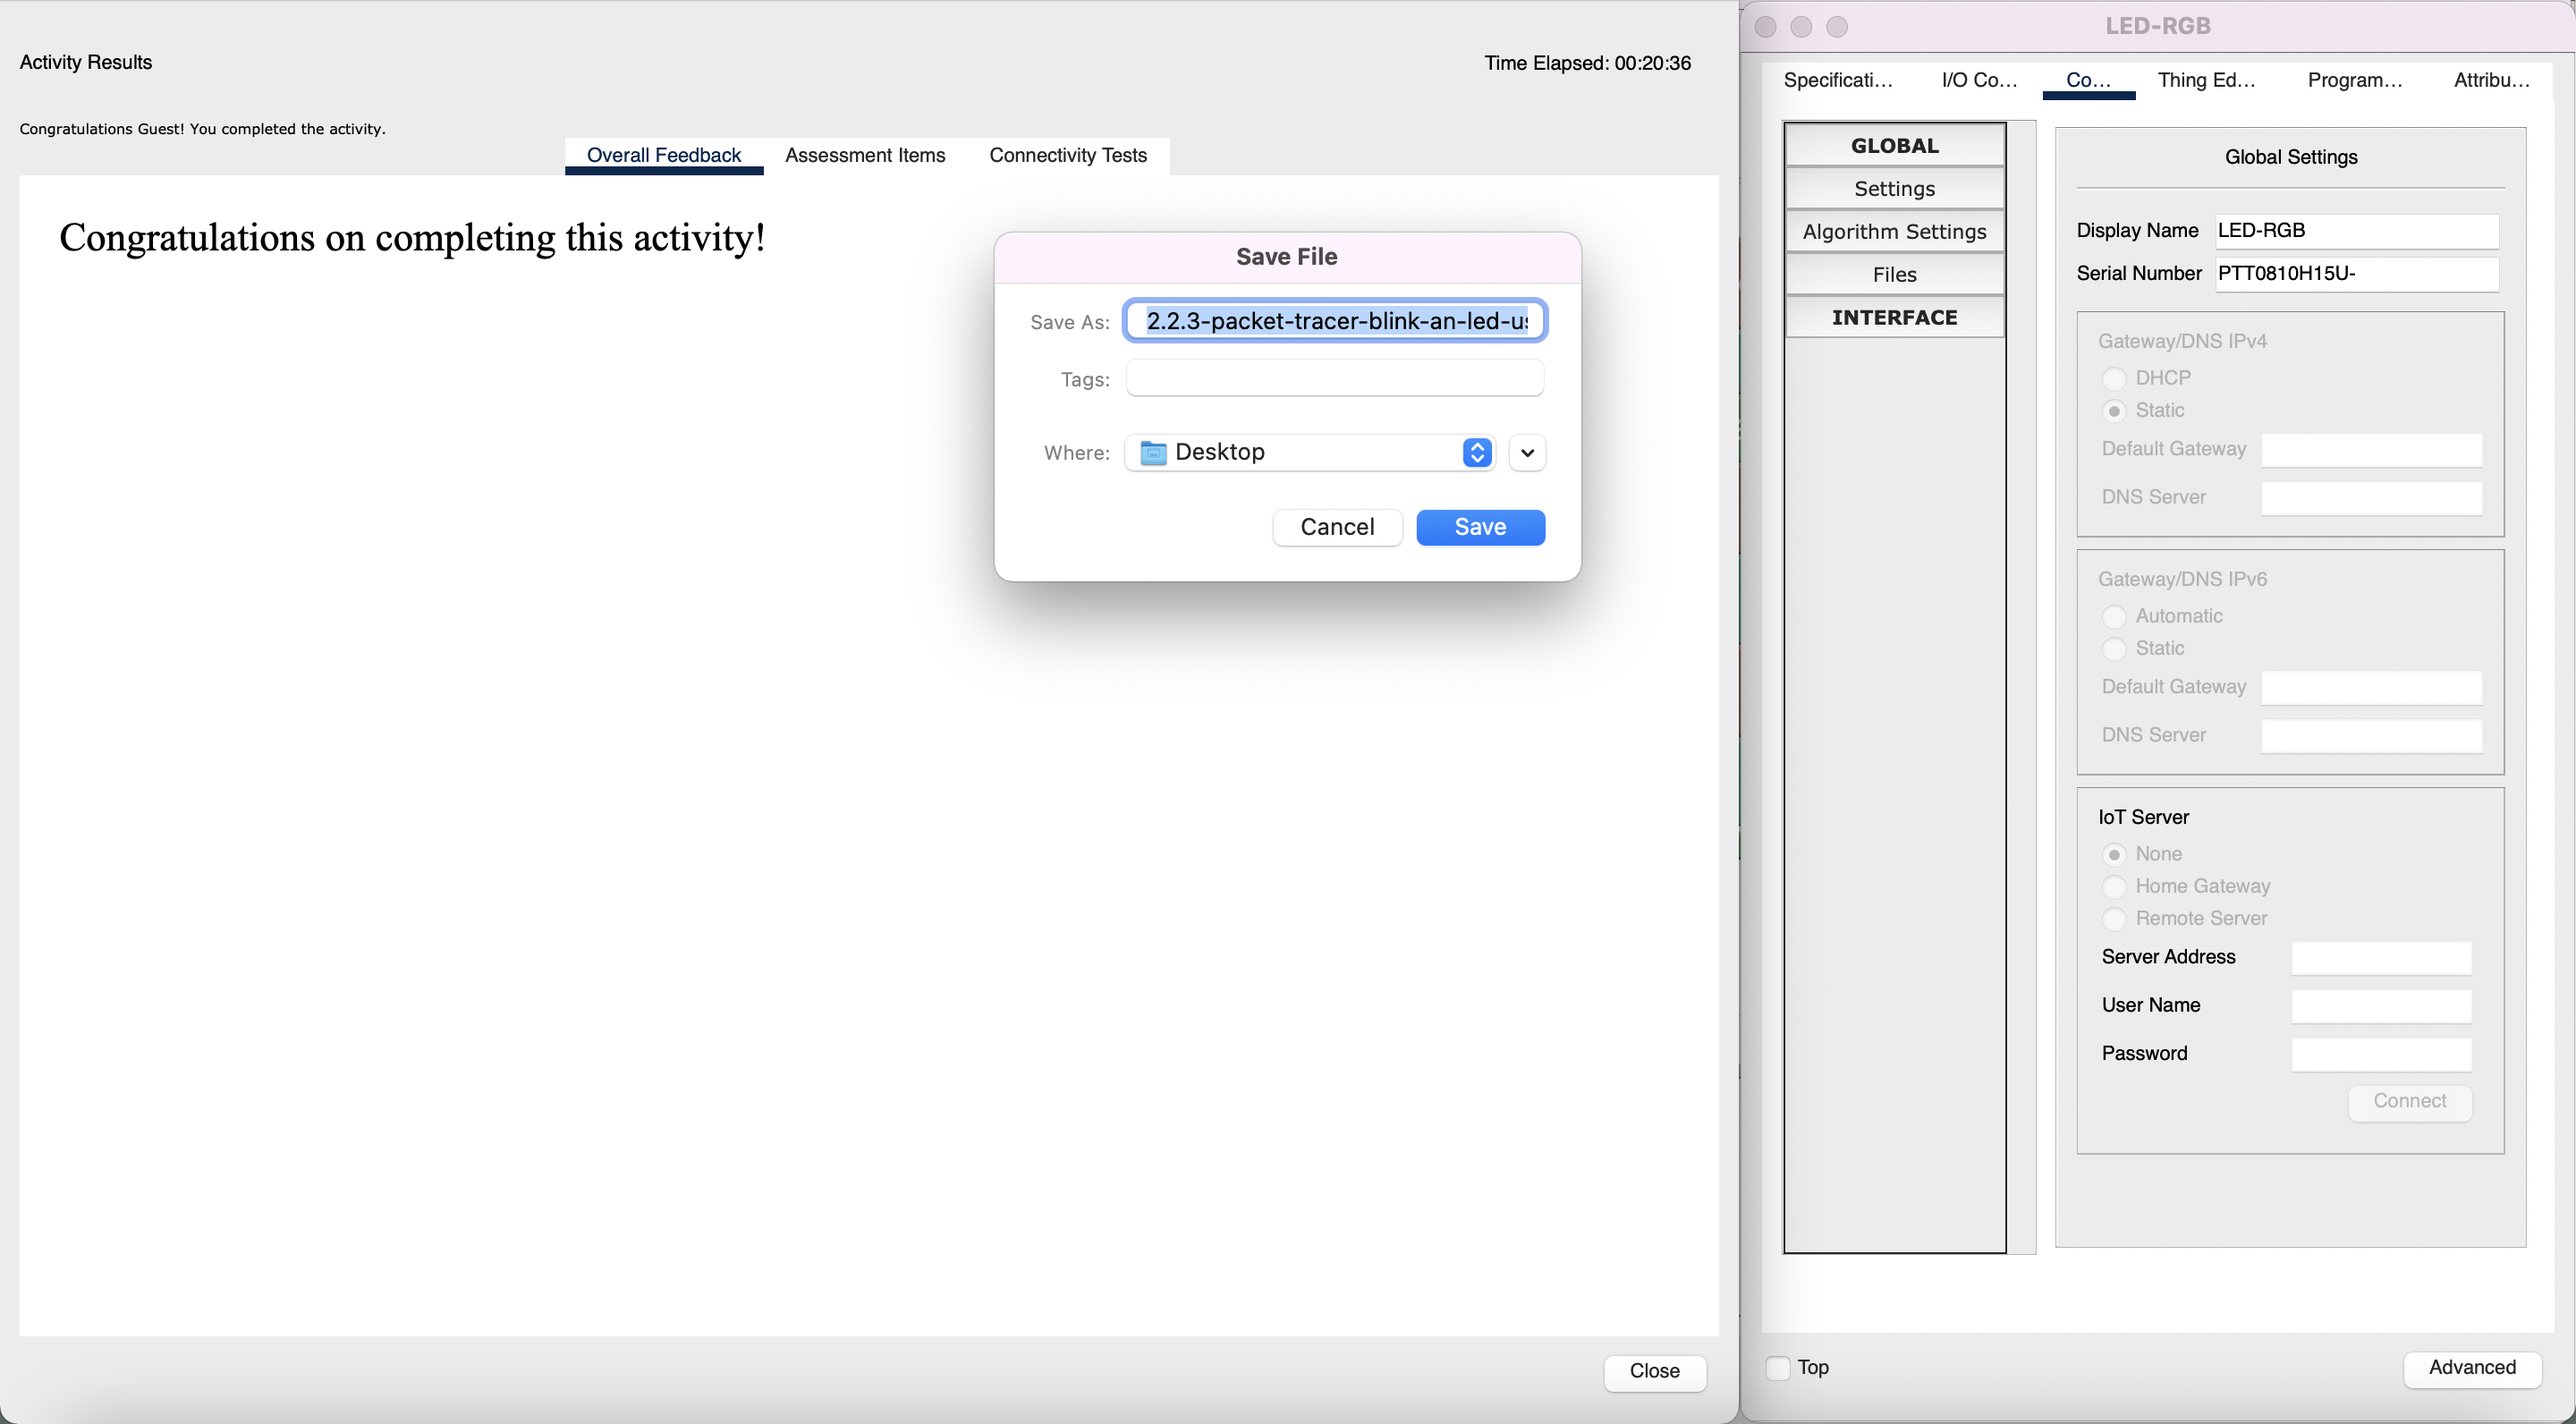 Activity Results
Time Elapsed: 00:20:36
Congratulations Guest! You completed the activity.
Overall Feedback Assessment Items Connectivity Tests
Congratulations on completing this activity!
Save File
Save As: 2.2.3-packet-tracer-blink-an-led-us
Tags:
Where: Desktop
Cancel Save
Close
LED-RGB
Specificati... I/O Co... Co... Thing Ed... Program... Attribu...
GLOBAL
Settings
Algorithm Settings
Files
INTERFACE
Global Settings
Display Name LED-RGB
Serial Number PTT0810H15U-
Gateway/DNS IPv4
DHCP
Static
Default Gateway
DNS Server
Gateway/DNS IPv6
Automatic
Static
Default Gateway
DNS Server
IoT Server
None
Home Gateway
Remote Server
Server Address
User Name
Password
Connect
Top
Advanced